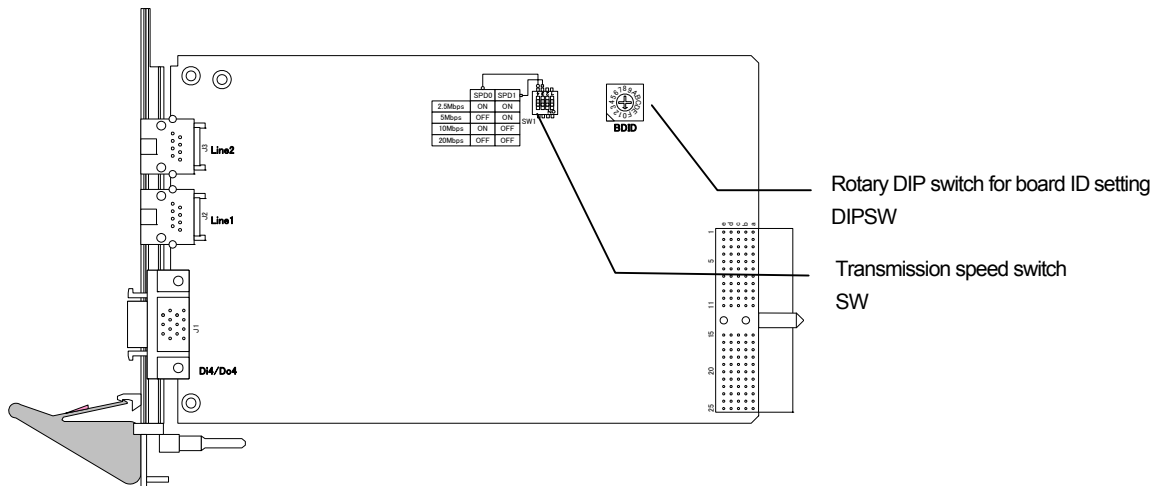 SPD0 SPD1
2.5Mbps ON ON
5Mbps OFF ON
10Mbps ON OFF
20Mbps OFF OFF
SW1
0123456789ABCDEF
BDID
J3
Line2
J2
Line1
J1
Di4/Do4
e d c b a
1
5
11
15
20
25
Rotary DIP switch for board ID setting
DIPSW
Transmission speed switch
SW